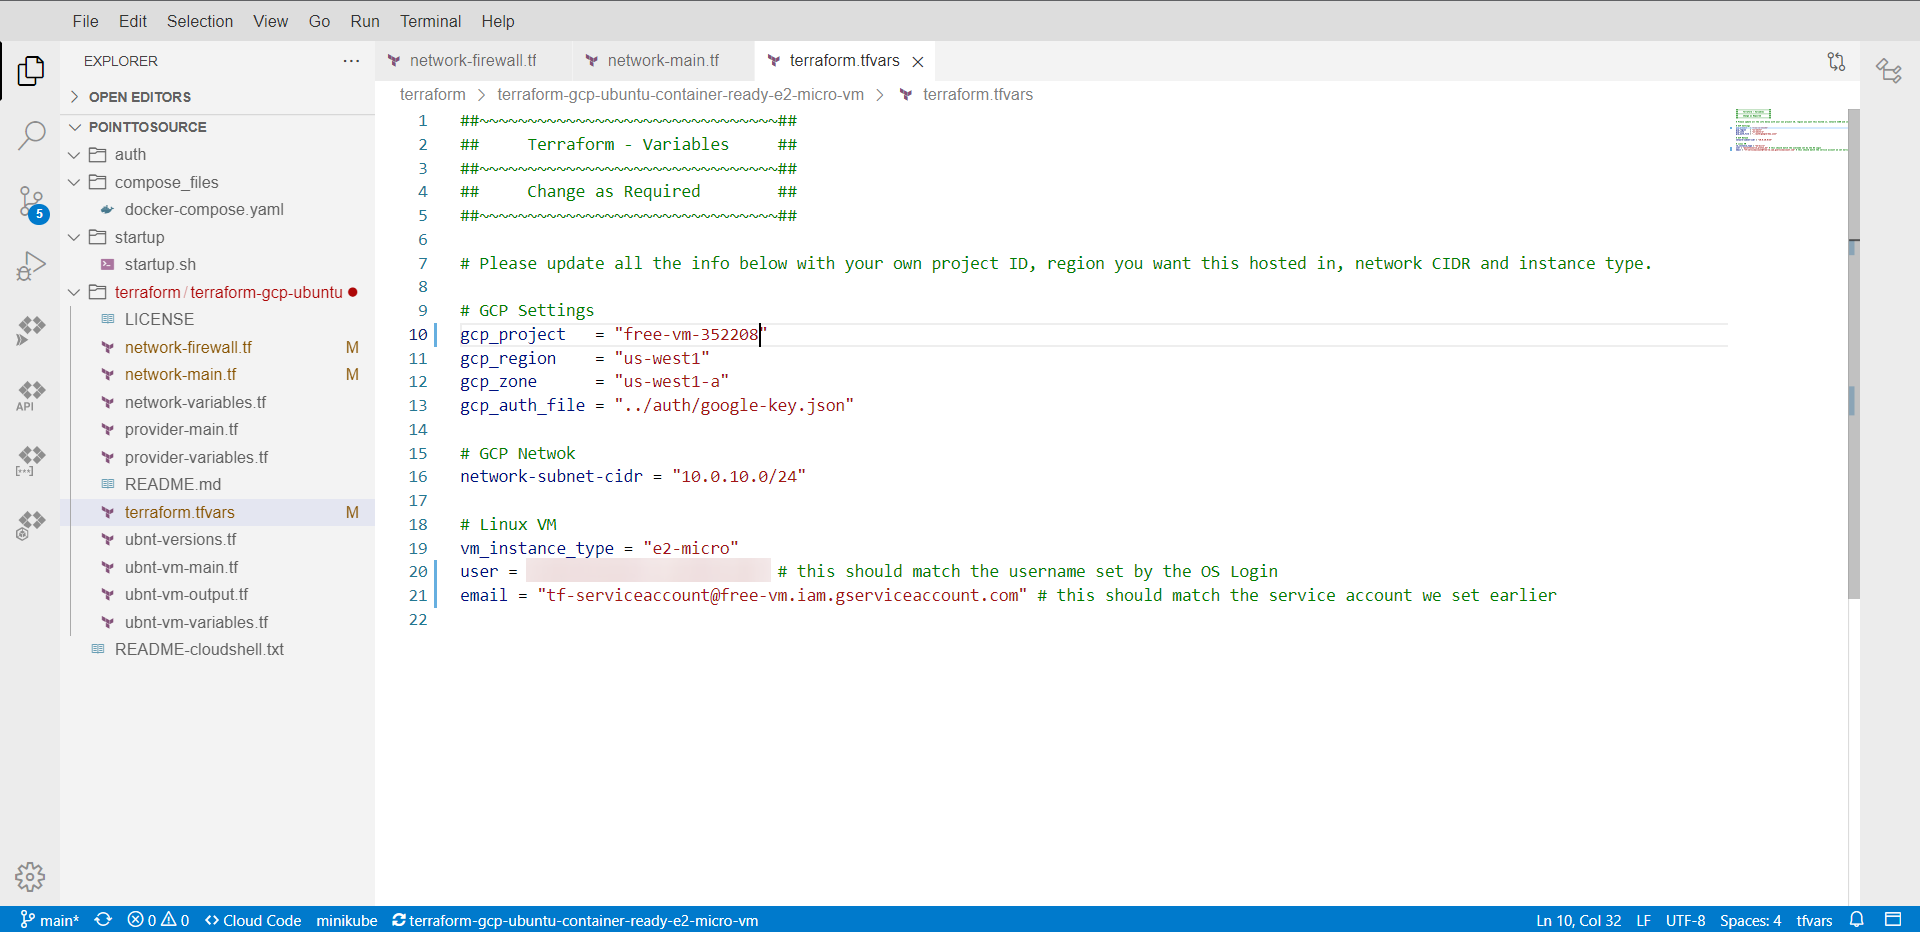 File Edit Selection View Go Run Terminal Help
EXPLORER ···
OPEN EDITORS
POINTTOSOURCE
auth
compose_files
docker-compose.yaml
startup
startup.sh
terraform/terraform-gcp-ubuntu
LICENSE
network-firewall.tf M
network-main.tf M
network-variables.tf
provider-main.tf
provider-variables.tf
README.md
terraform.tfvars M
ubnt-versions.tf
ubnt-vm-main.tf
ubnt-vm-output.tf
ubnt-vm-variables.tf
README-cloudshell.txt
5
API
network-firewall.tf network-main.tf terraform.tfvars
terraform > terraform-gcp-ubuntu-container-ready-e2-micro-vm > terraform.tfvars
1 ##~~~~~~~~~~~~~~~~~~~~~~~~~~~~~~~##
2 ##     Terraform - Variables     ##
3 ##~~~~~~~~~~~~~~~~~~~~~~~~~~~~~~~##
4 ##     Change as Required        ##
5 ##~~~~~~~~~~~~~~~~~~~~~~~~~~~~~~~##
6
7 # Please update all the info below with your own project ID, region you want this hosted in, network CIDR and instance type.
8
9 # GCP Settings
10 gcp_project   = "free-vm-352208"
11 gcp_region    = "us-west1"
12 gcp_zone      = "us-west1-a"
13 gcp_auth_file = "../auth/google-key.json"
14
15 # GCP Netwok
16 network-subnet-cidr = "10.0.10.0/24"
17
18 # Linux VM
19 vm_instance_type = "e2-micro"
20 user = # this should match the username set by the OS Login
21 email = "tf-serviceaccount@free-vm.iam.gserviceaccount.com" # this should match the service account we set earlier
22
main* 0 0 <> Cloud Code minikube terraform-gcp-ubuntu-container-ready-e2-micro-vm Ln 10, Col 32 LF UTF-8 Spaces: 4 tfvars